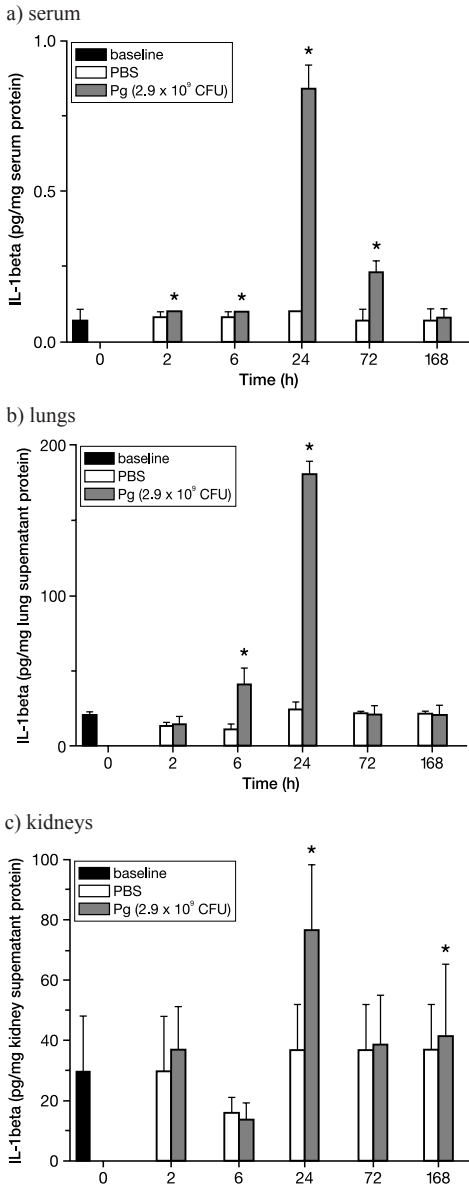 a) serum
1.0
0.5
0.0
IL-1beta (pg/mg serum protein)
baseline
PBS
Pg (2.9 x 10⁹ CFU)
* * * *
0 2 6 24 72 168
Time (h)
b) lungs
200
100
0
IL-1beta (pg/mg lung supernatant protein)
baseline
PBS
Pg (2.9 x 10⁹ CFU)
* *
0 2 6 24 72 168
Time (h)
c) kidneys
100
80
60
40
20
0
IL-1beta (pg/mg kidney supernatant protein)
baseline
PBS
Pg (2.9 x 10⁹ CFU)
* *
0 2 6 24 72 168